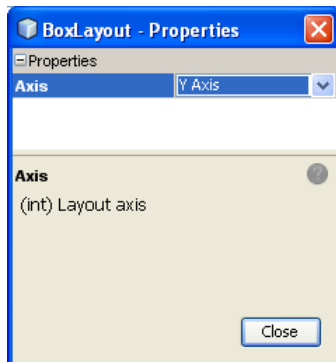 BoxLayout - Properties
Properties
Axis Y Axis
Axis
(int) Layout axis
Close